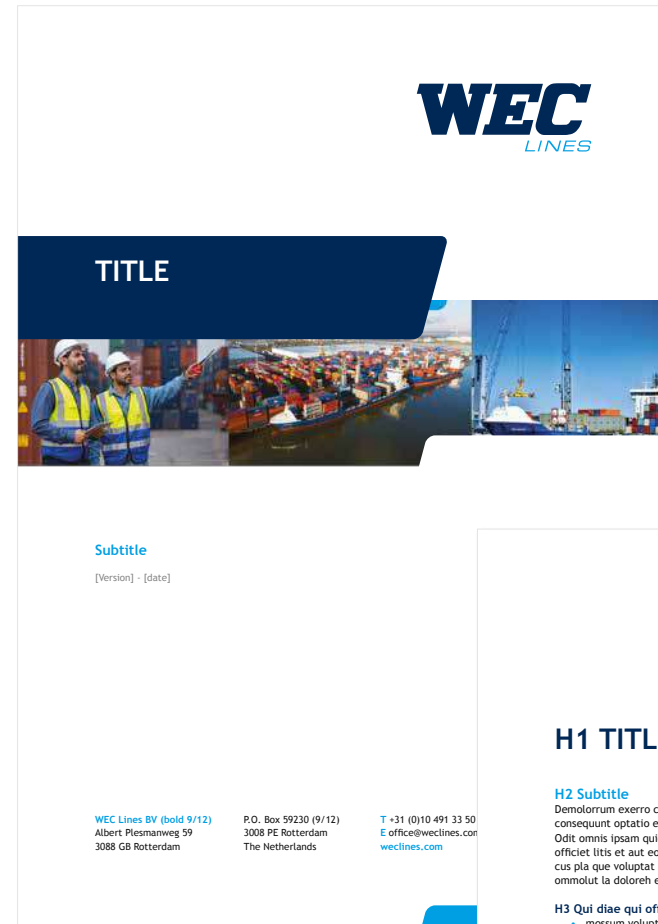 WEC
LINES
TITLE
Subtitle
[Version] - [date]
WEC Lines BV (bold 9/12)
Albert Plesmanweg 59
3088 GB Rotterdam
P.O. Box 59230 (9/12)
3008 PE Rotterdam
The Netherlands
T +31 (0)10 491 33 50
E office@weclines.com
weclines.com
H1 TITL
H2 Subtitle
Demolorrum exerro c
consequunt optatio e
Odit omnis ipsam qui
officiet litis et aut eo
cus pla que voluptat
ommolut la doloreh e
H3 Qui diae qui off
mossum volupt